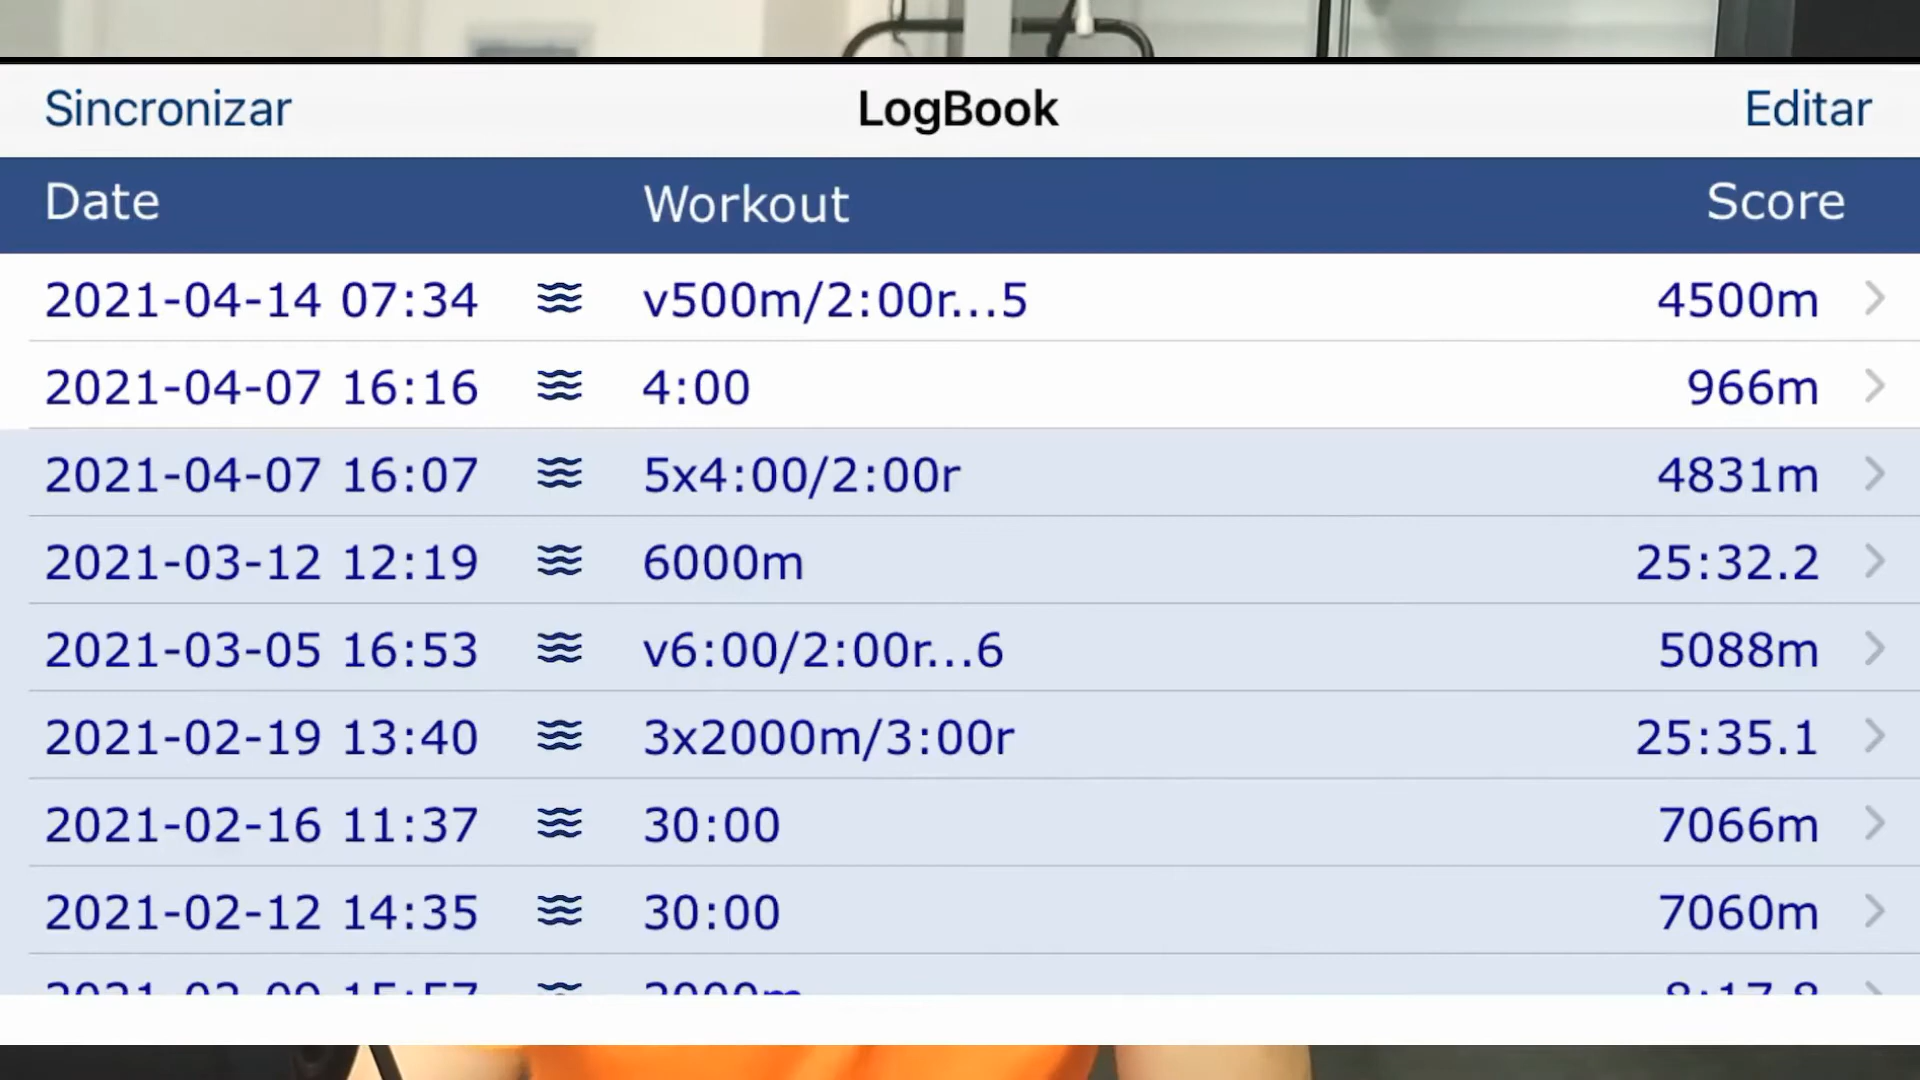 Sincronizar LogBook Editar
Date Workout Score
2021-04-14 07:34 v500m/2:00r...5 4500m
2021-04-07 16:16 4:00 966m
2021-04-07 16:07 5x4:00/2:00r 4831m
2021-03-12 12:19 6000m 25:32.2
2021-03-05 16:53 v6:00/2:00r...6 5088m
2021-02-19 13:40 3x2000m/3:00r 25:35.1
2021-02-16 11:37 30:00 7066m
2021-02-12 14:35 30:00 7060m